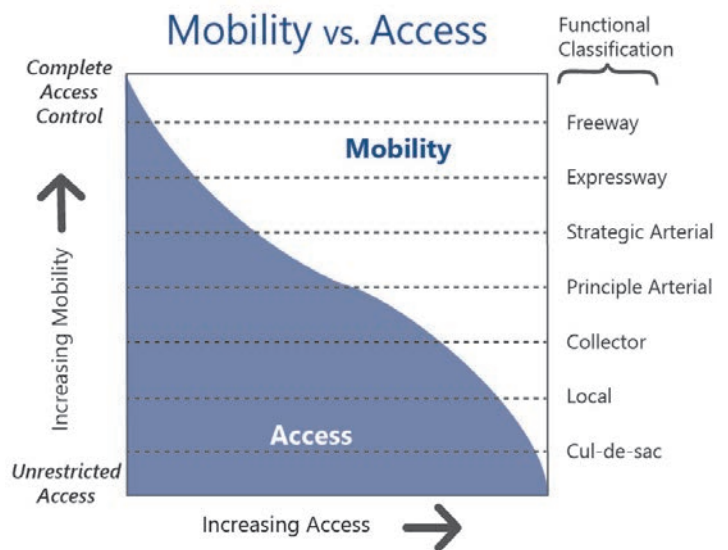 Mobility vs. Access
Functional
Classification
Complete
Access
Control
Freeway
Mobility
Expressway
Strategic Arterial
Increasing Mobility
Principle Arterial
Collector
Local
Access
Cul-de-sac
Unrestricted
Access
Increasing Access